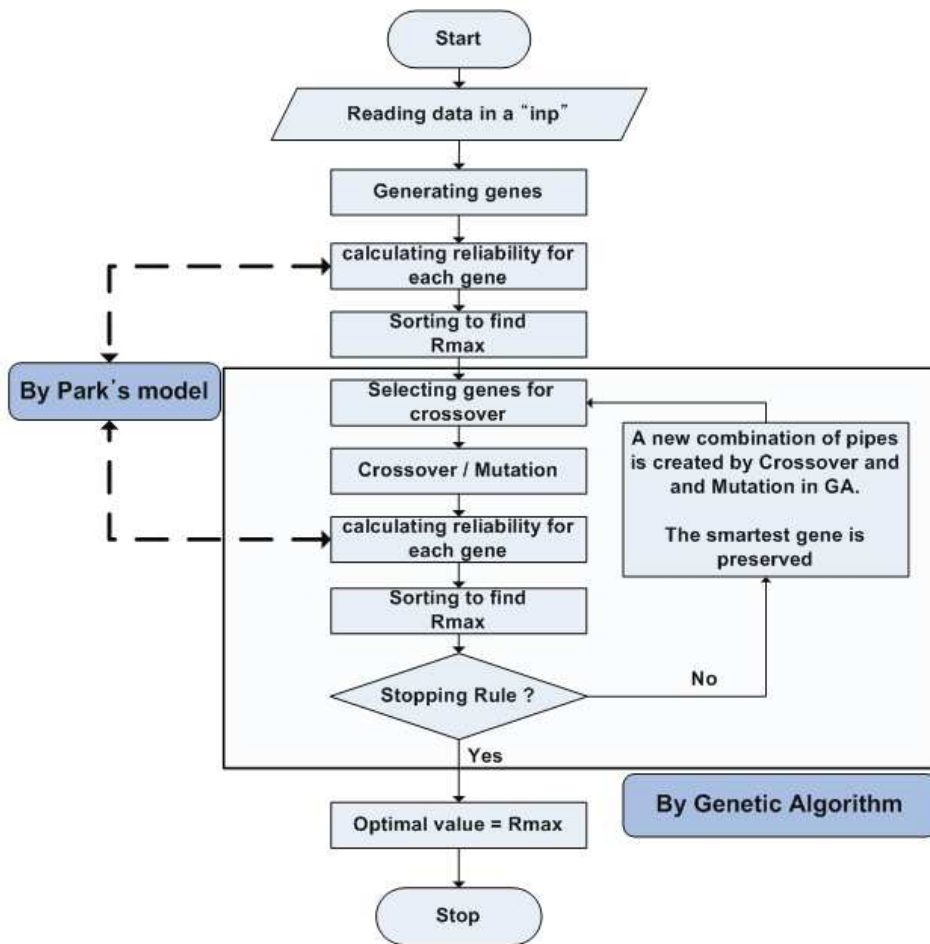 Start
Reading data in a “inp”
Generating genes
calculating reliability for
each gene
Sorting to find
Rmax
By Park's model
Selecting genes for
crossover
A new combination of pipes
is created by Crossover and
and Mutation in GA.
The smartest gene is
preserved
Crossover / Mutation
calculating reliability for
each gene
Sorting to find
Rmax
Stopping Rule ?
No
Yes
By Genetic Algorithm
Optimal value = Rmax
Stop